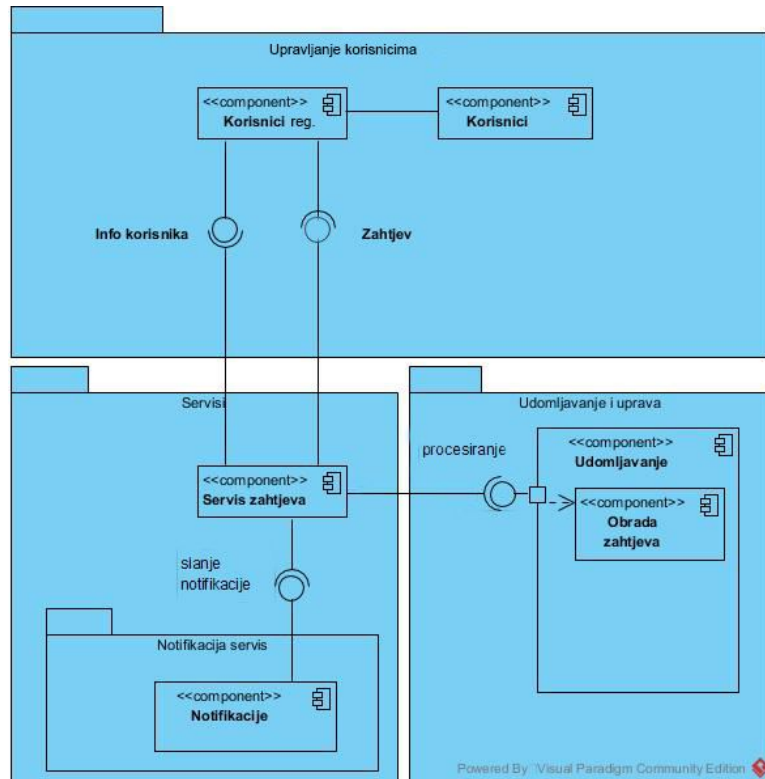 Upravljanje korisnicima
<<component>>
Korisnici reg.
<<component>>
Korisnici
Info korisnika
Zahtjev
Servisi
Udomljavanje i uprava
procesiranje
<<component>>
Udomljavanje
<<component>>
Servis zahtjeva
<<component>>
Obrada
zahtjeva
slanje
notifikacije
Notifikacija servis
<<component>>
Notifikacije
Powered By Visual Paradigm Community Edition